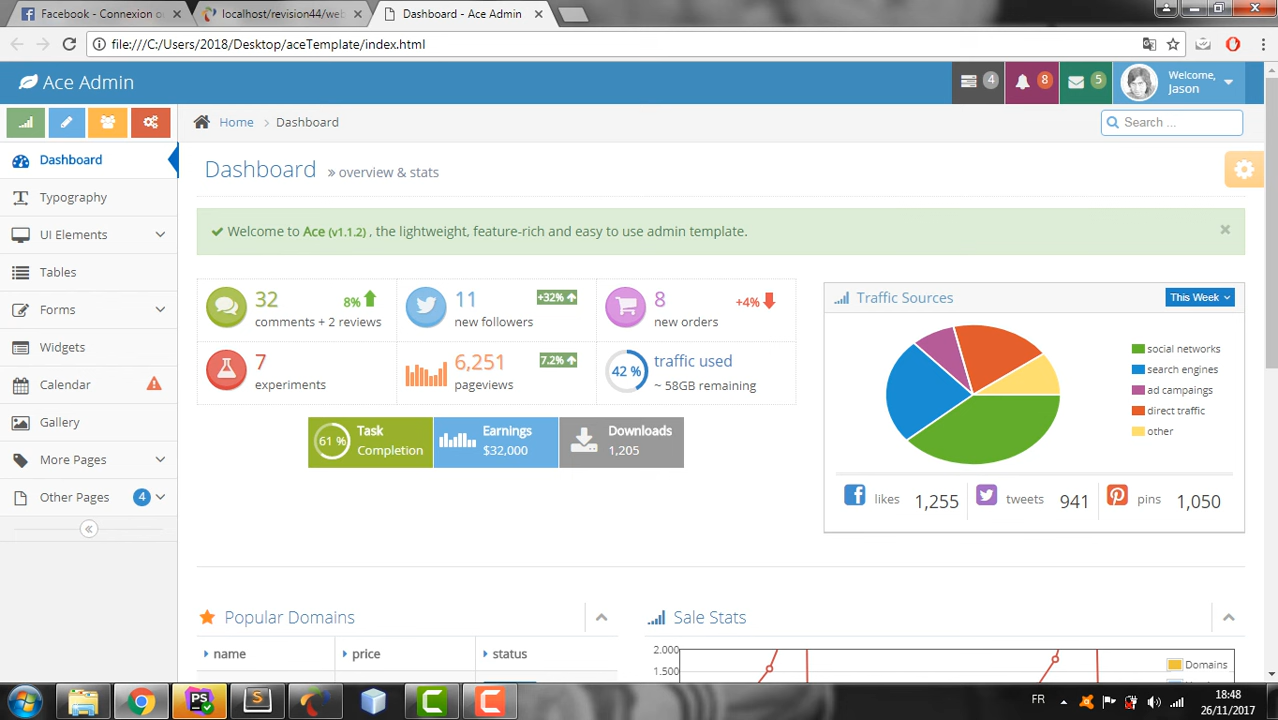 Facebook - Connexion ou
localhost/revision44/web
Dashboard - Ace Admin
file:///C:/Users/2018/Desktop/aceTemplate/index.html
Ace Admin
4
8
5
Welcome,
Jason
Home
Dashboard
Search ...
Dashboard
Typography
UI Elements
Tables
Forms
Widgets
Calendar
Gallery
More Pages
Other Pages
4
Dashboard » overview & stats
Welcome to Ace (v1.1.2) , the lightweight, feature-rich and easy to use admin template.
32
8%
comments + 2 reviews
11
+32%
new followers
8
+4%
new orders
7
experiments
6,251
7.2%
pageviews
42 %
traffic used
~ 58GB remaining
61 %
Task
Completion
Earnings
$32,000
Downloads
1,205
Traffic Sources
This Week
social networks
search engines
ad campaings
direct traffic
other
likes 1,255
tweets 941
pins 1,050
Popular Domains
name
price
status
Sale Stats
2.000
1.500
Domains
FR
18:48
26/11/2017